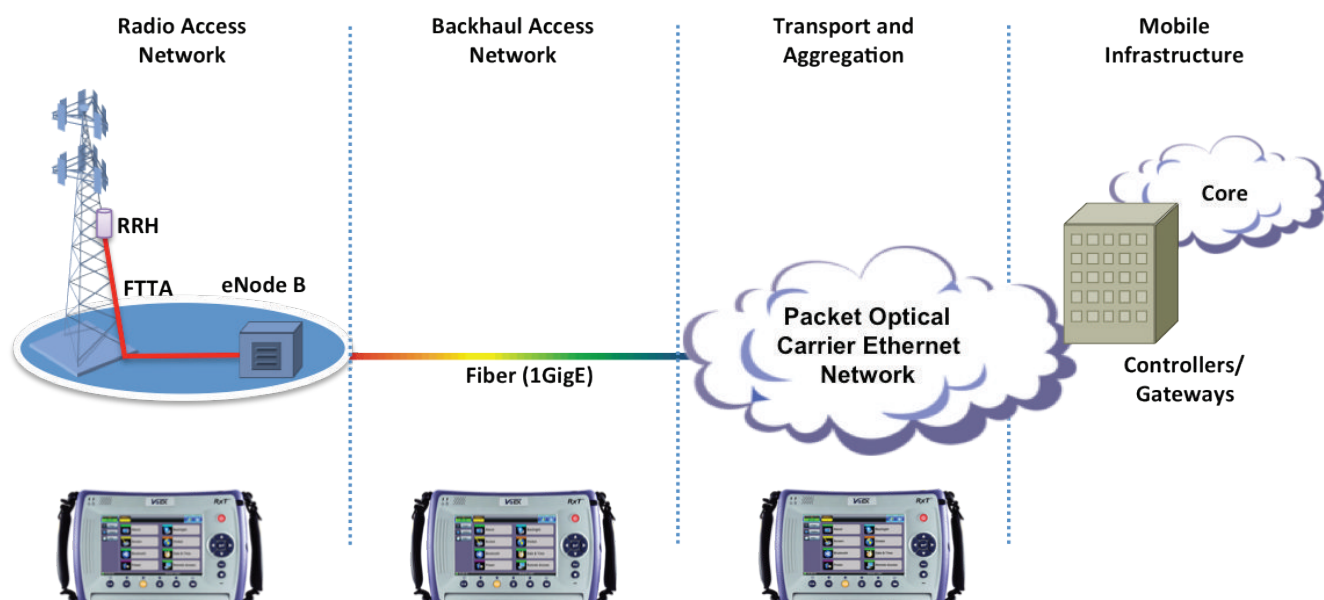 Radio Access
Network
Backhaul Access
Network
Transport and
Aggregation
Mobile
Infrastructure
RRH
FTTA
eNode B
Fiber (1GigE)
Packet Optical
Carrier Ethernet
Network
Core
Controllers/
Gateways
VeEX
RxT
VeEX
RxT
VeEX
RxT